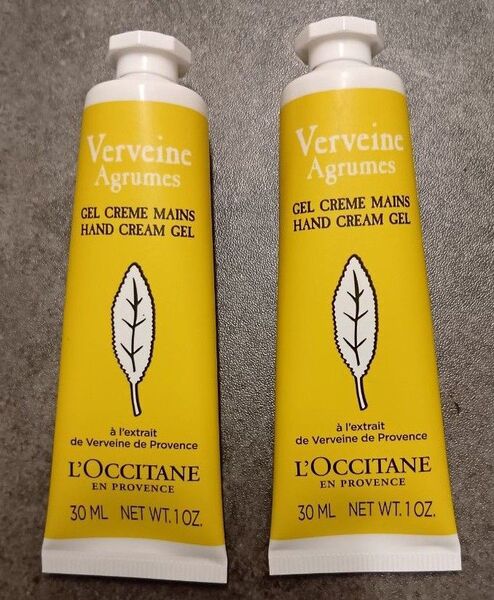 Verveine
Agrumes
GEL CREME MAINS
HAND CREAM GEL
à l'extrait
de Verveine de Provence
L'OCCITANE
EN PROVENCE
30 ML NET WT. 1 OZ.
Verveine
Agrumes
GEL CREME MAINS
HAND CREAM GEL
à l'extrait
de Verveine de Provence
L'OCCITANE
EN PROVENCE
30 ML NET WT. 1 OZ.